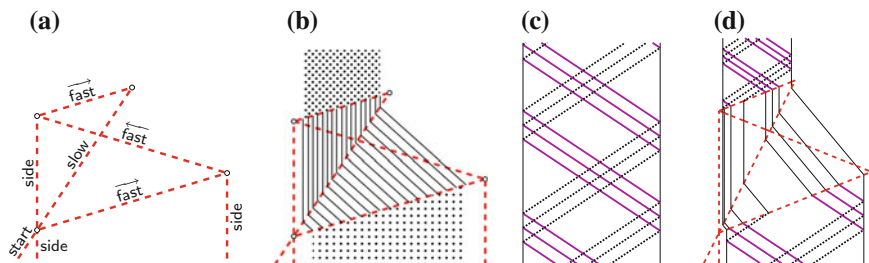 (a)
(b)
(c)
(d)
fast
fast
side
slow
fast
side
start
side